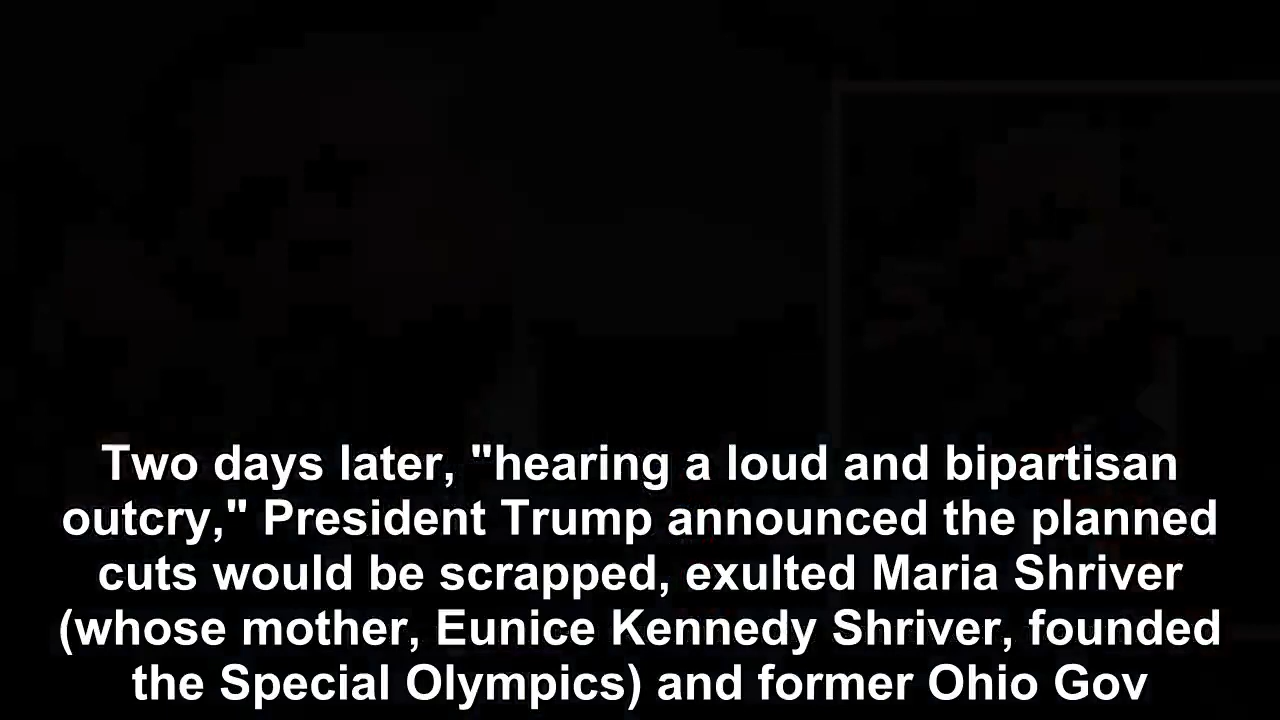 Two days later, "hearing a loud and bipartisan
outcry," President Trump announced the planned
cuts would be scrapped, exulted Maria Shriver
(whose mother, Eunice Kennedy Shriver, founded
the Special Olympics) and former Ohio Gov